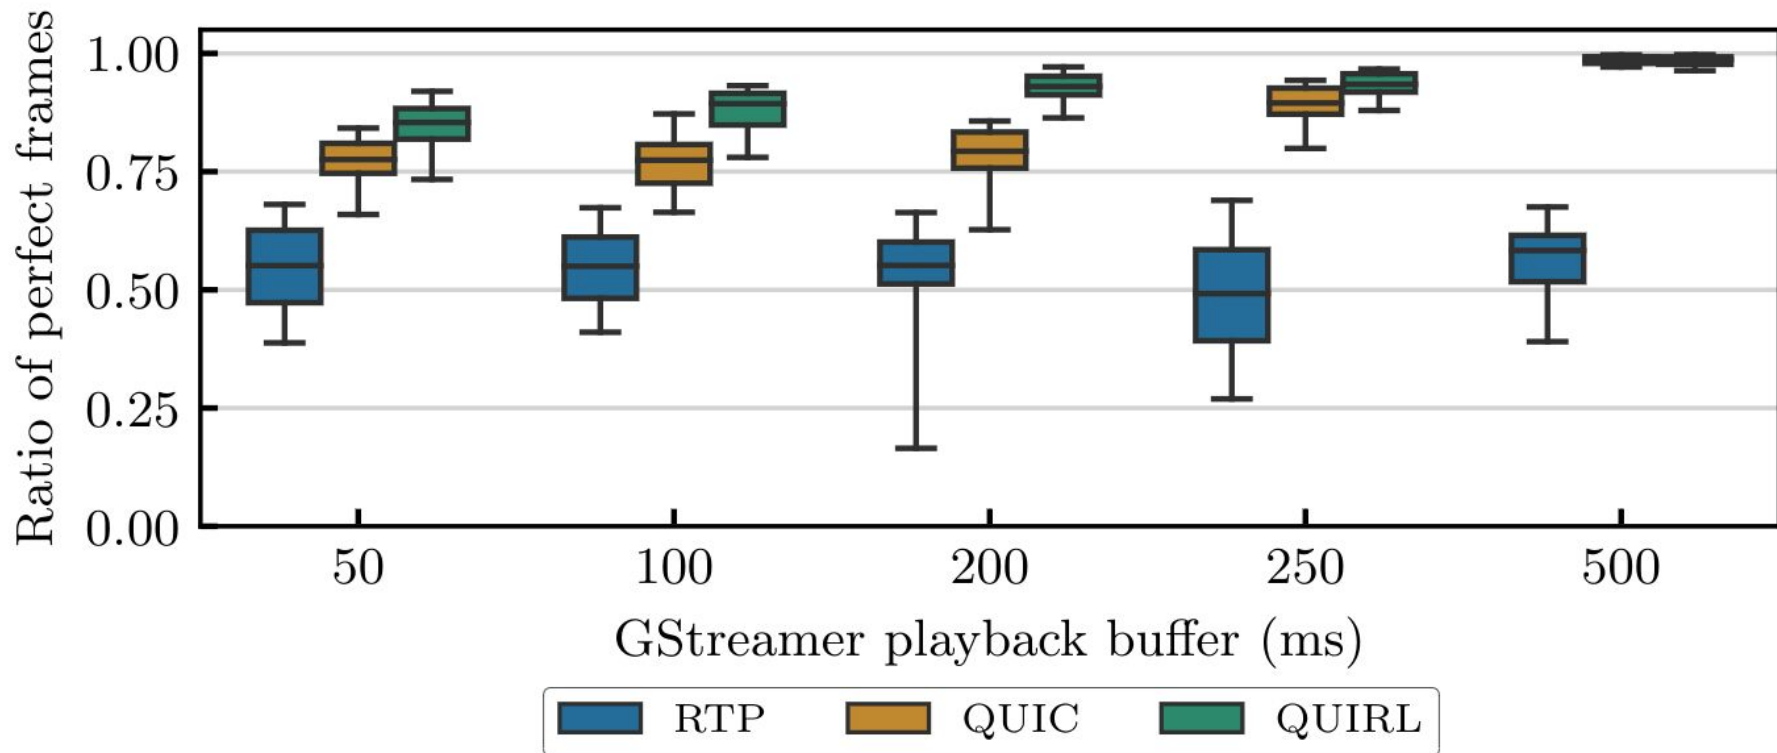 Ratio of perfect frames
1.00
0.75
0.50
0.25
0.00
50 100 200 250 500
GStreamer playback buffer (ms)
RTP QUIC QUIRL